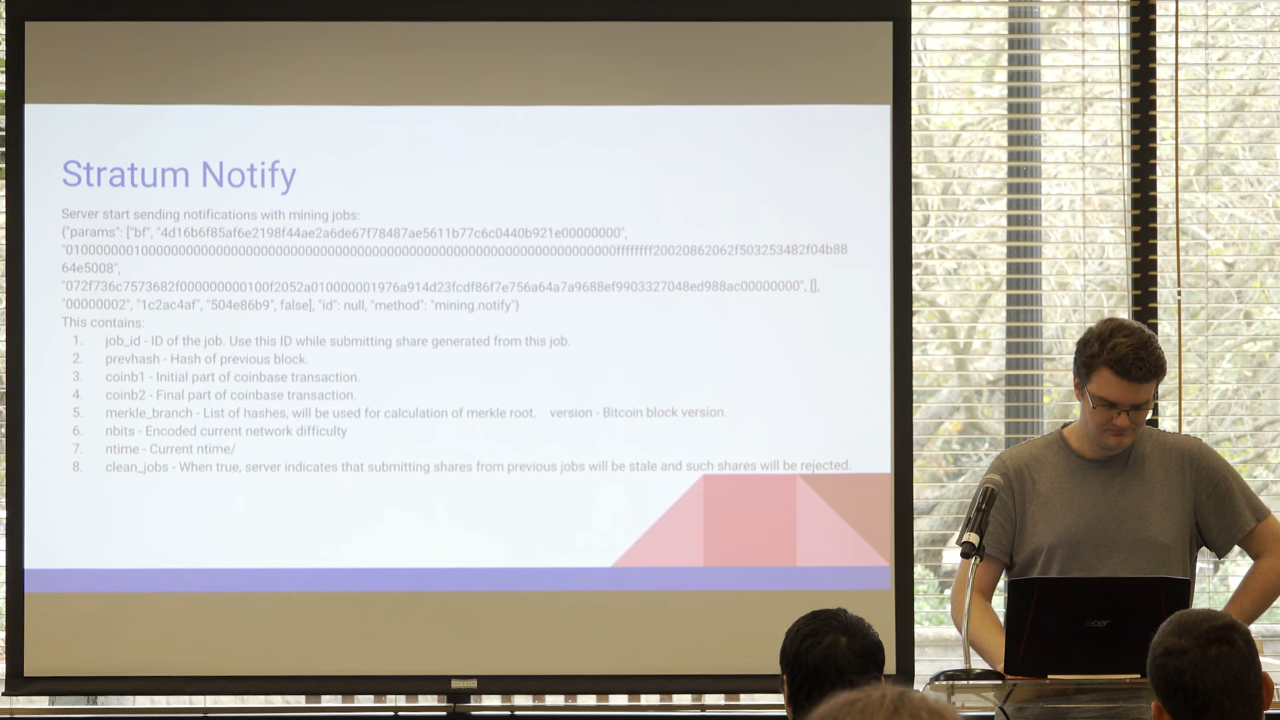 Stratum Notify
Server start sending notifications with mining jobs:
{"params": ["bf", "4d16b6f85af6e2198f44ae2a6de67f78487ae5611b77c6c0440b921e00000000",
"01000000010000000000000000000000000000000000000000000000000000000000000000ffffffff20020862062f503253482f04b88
64e5008",
"072f736c7573682f000000000100f2052a010000001976a914d23fcdf86f7e756a64a7a9688ef9903327048ed988ac00000000", [],
"00000002", "1c2ac4af", "504e86b9", false], "id": null, "method": "mining.notify"}
This contains:
1. job_id - ID of the job. Use this ID while submitting share generated from this job.
2. prevhash - Hash of previous block.
3. coinb1 - Initial part of coinbase transaction.
4. coinb2 - Final part of coinbase transaction.
5. merkle_branch - List of hashes, will be used for calculation of merkle root. version - Bitcoin block version.
6. nbits - Encoded current network difficulty
7. ntime - Current ntime/
8. clean_jobs - When true, server indicates that submitting shares from previous jobs will be stale and such shares will be rejected.
acer